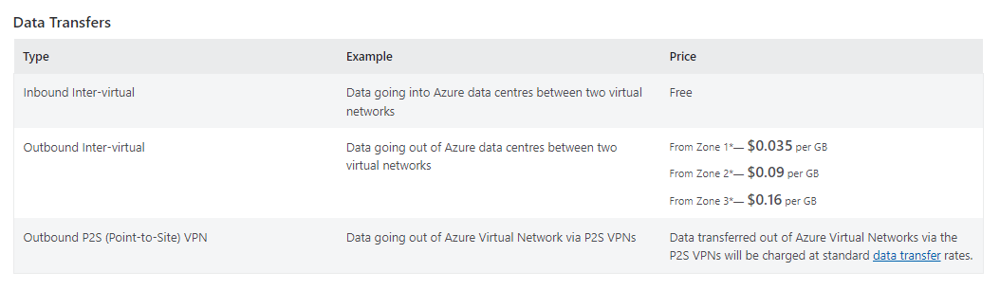 Data Transfers
Type Example Price
Inbound Inter-virtual Data going into Azure data centres between two virtual Free
networks
Outbound Inter-virtual Data going out of Azure data centres between two From Zone 1*— $0.035 per GB
virtual networks
From Zone 2*— $0.09 per GB
From Zone 3*— $0.16 per GB
Outbound P2S (Point-to-Site) VPN Data going out of Azure Virtual Network via P2S VPNs Data transferred out of Azure Virtual Networks via the
P2S VPNs will be charged at standard data transfer rates.